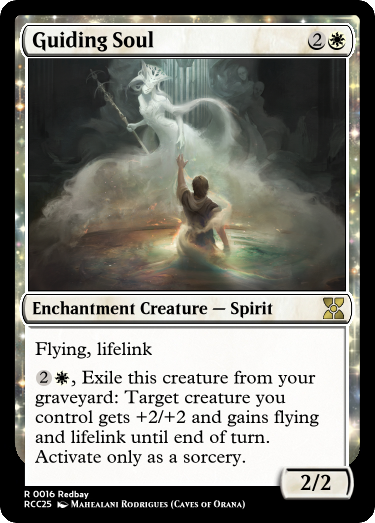 Guiding Soul 2
Enchantment Creature — Spirit
Flying, lifelink
2 , Exile this creature from your
graveyard: Target creature you
control gets +2/+2 and gains flying
and lifelink until end of turn.
Activate only as a sorcery.
2/2
R 0016 Redbay
RCC25 Mahealani Rodrigues (Caves of Orana)